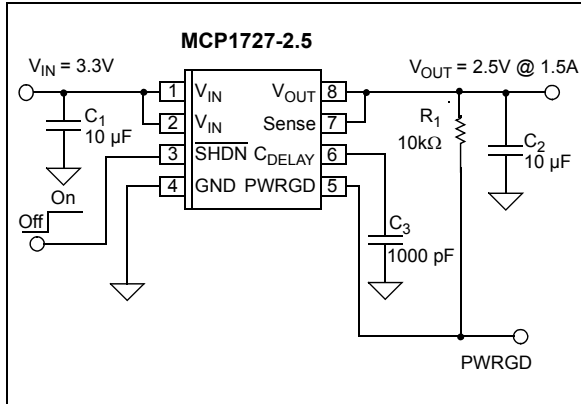 MCP1727-2.5
V_IN = 3.3V
V_OUT = 2.5V @ 1.5A
C_1
10 µF
1 V_IN
2 V_IN
3 SHDN
4 GND
V_OUT 8
Sense 7
C_DELAY 6
PWRGD 5
R_1
10kΩ
C_2
10 µF
On
Off
C_3
1000 pF
PWRGD